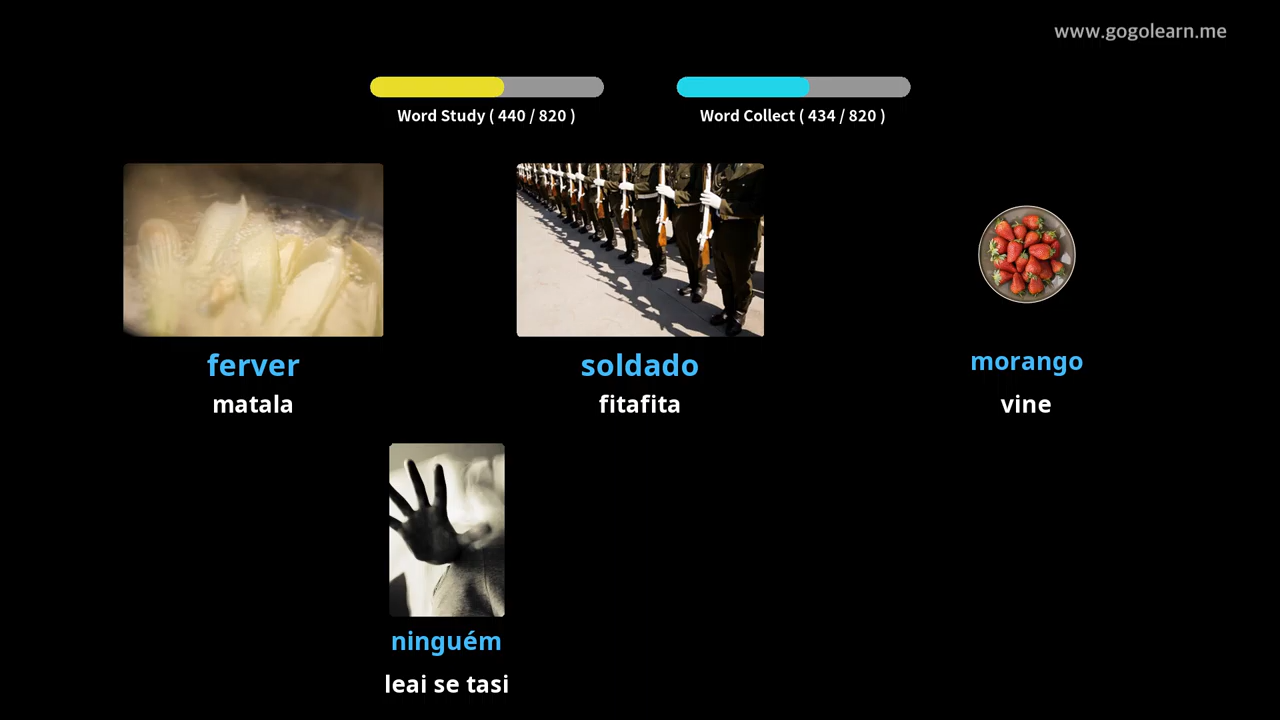 www.gogolearn.me
Word Study ( 440 / 820 )
Word Collect ( 434 / 820 )
ferver
matala
soldado
fitafita
morango
vine
ninguém
leai se tasi